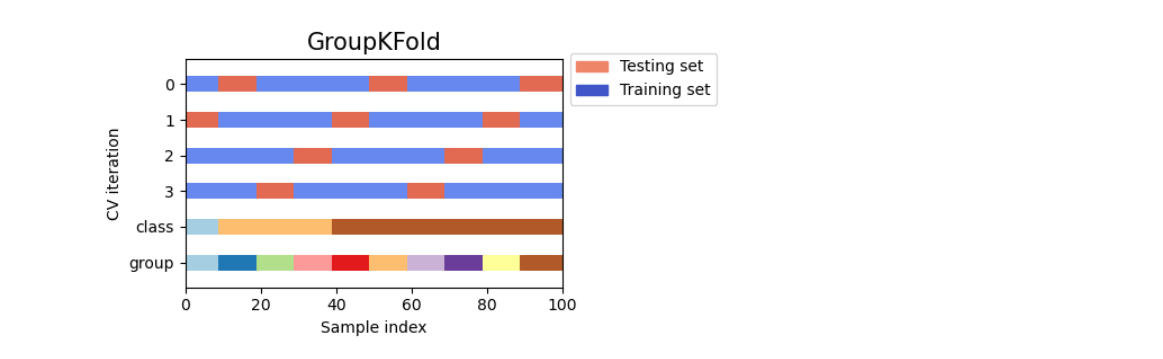 GroupKFold
Testing set
Training set
CV iteration
0
1
2
3
class
group
0 20 40 60 80 100
Sample index